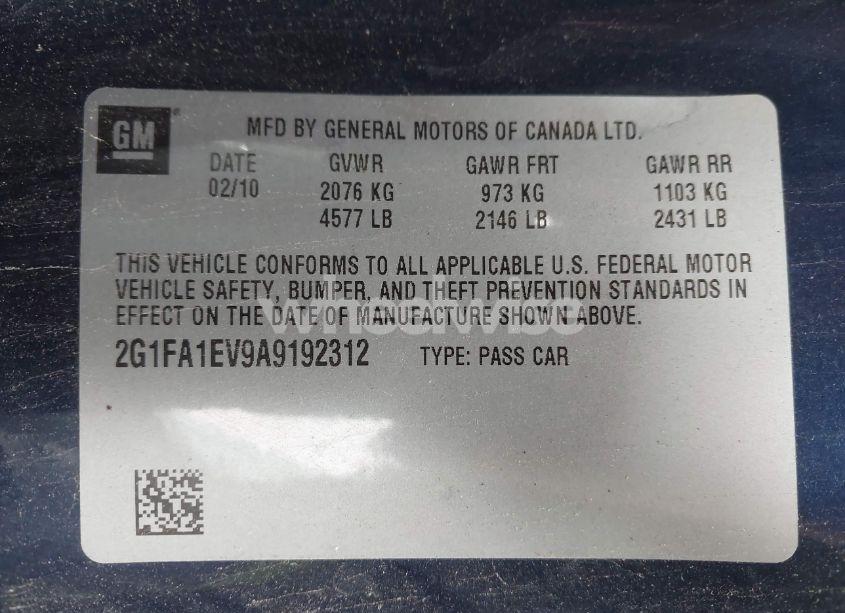 GM
MFD BY GENERAL MOTORS OF CANADA LTD.
DATE GVWR GAWR FRT GAWR RR
02/10 2076 KG 973 KG 1103 KG
4577 LB 2146 LB 2431 LB
THIS VEHICLE CONFORMS TO ALL APPLICABLE U.S. FEDERAL MOTOR
VEHICLE SAFETY, BUMPER, AND THEFT PREVENTION STANDARDS IN
EFFECT ON THE DATE OF MANUFACTURE SHOWN ABOVE.
wheelwise
2G1FA1EV9A9192312 TYPE: PASS CAR